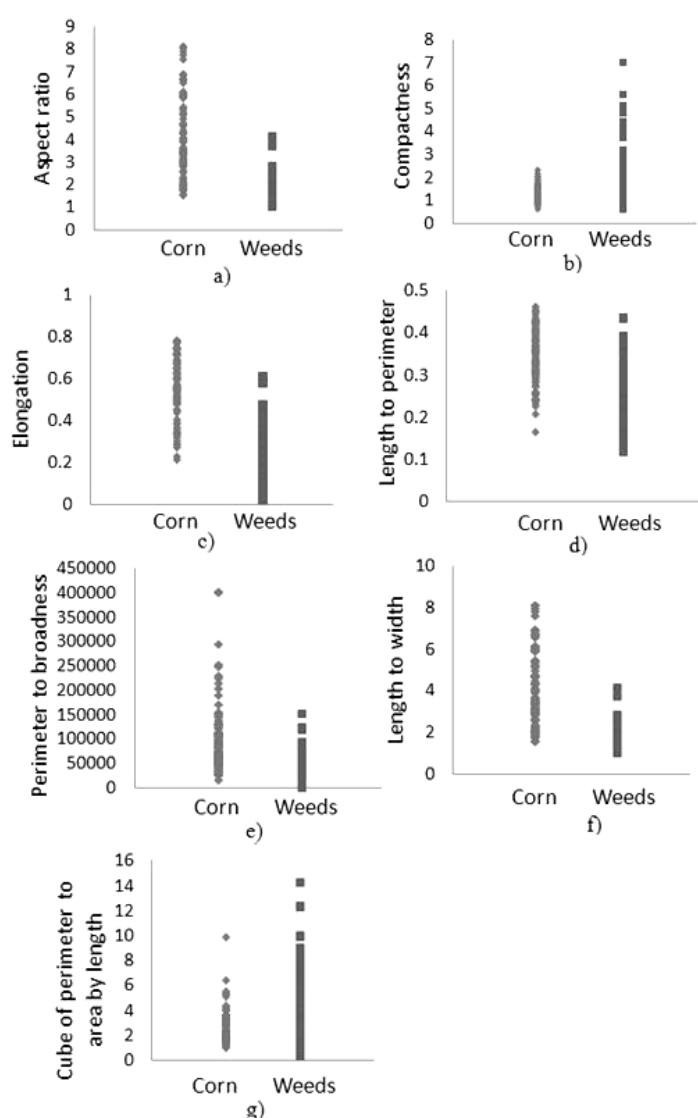 9
8
7
6
5
4
3
2
1
0
Aspect ratio
Corn Weeds
a)
8
7
6
5
4
3
2
1
0
Compactness
Corn Weeds
b)
1
0.8
0.6
0.4
0.2
0
Elongation
Corn Weeds
c)
0.5
0.4
0.3
0.2
0.1
0
Length to perimeter
Corn Weeds
d)
450000
400000
350000
300000
250000
200000
150000
100000
50000
0
Perimeter to broadness
Corn Weeds
e)
10
8
6
4
2
0
Length to width
Corn Weeds
f)
16
14
12
10
8
6
4
2
0
Cube of perimeter to
area by length
Corn Weeds
g)